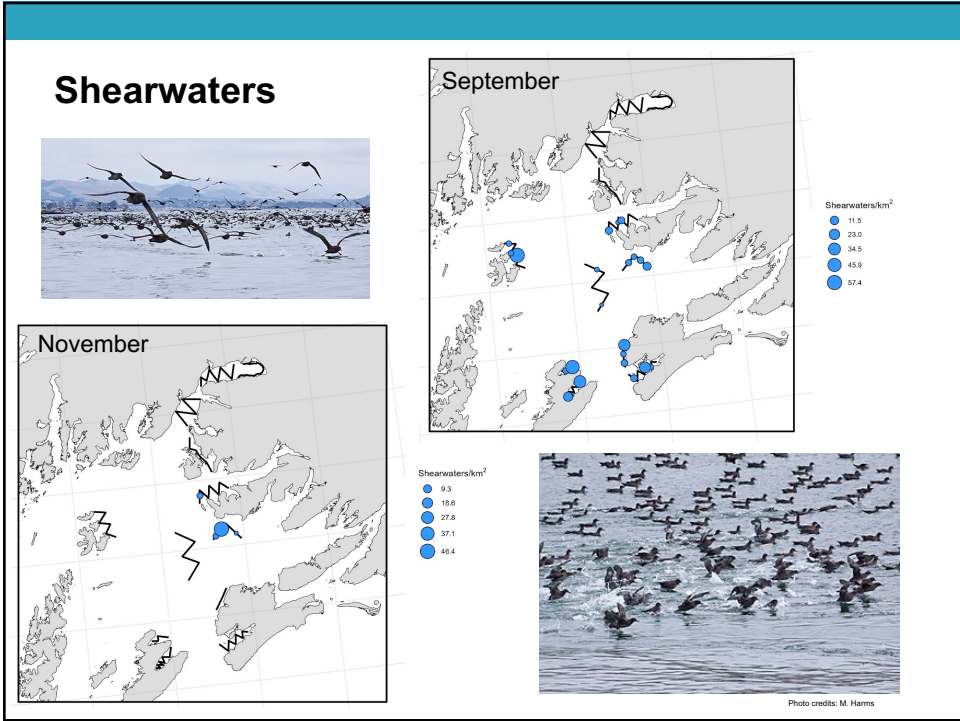 Shearwaters
September
Shearwaters/km²
11.5
23.0
34.5
45.9
57.4
November
Shearwaters/km²
9.3
18.6
27.8
37.1
46.4
Photo credits: M. Harms